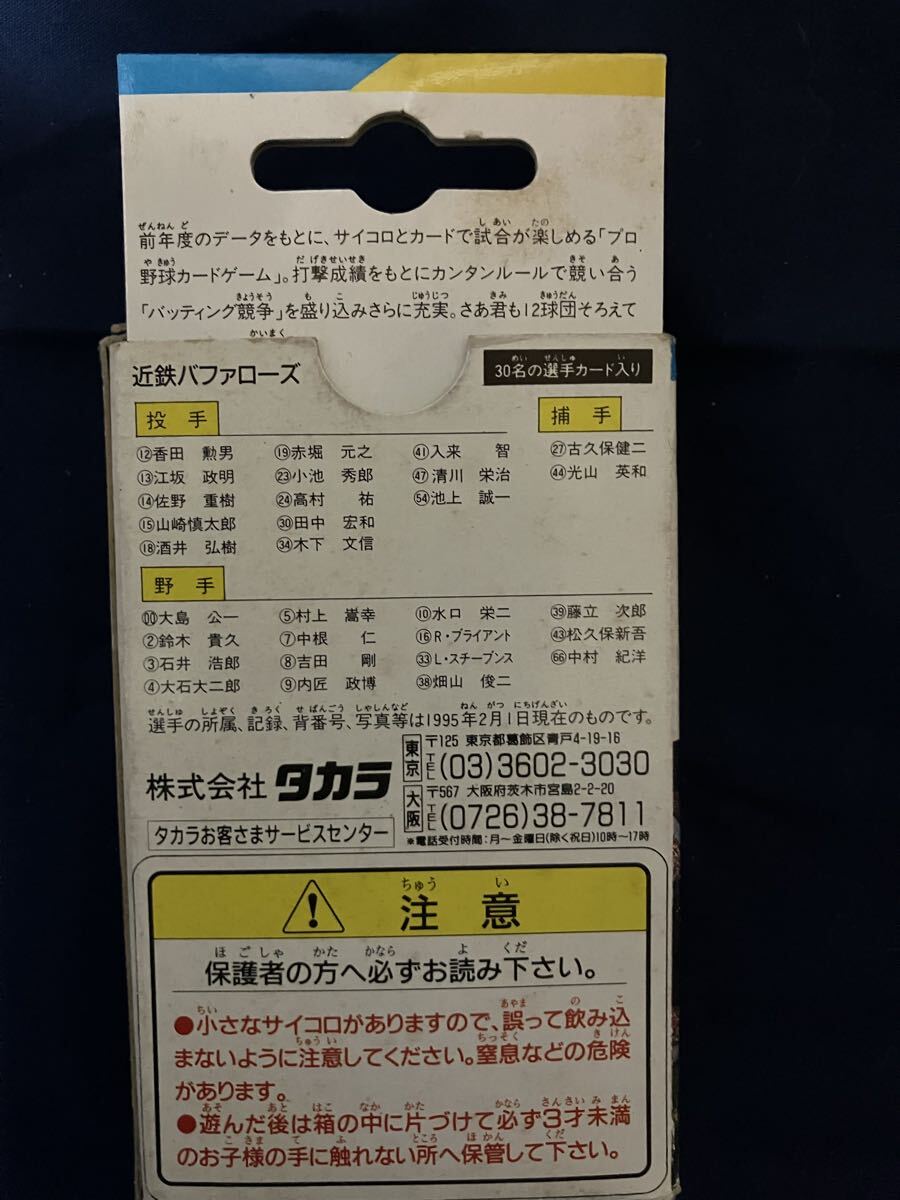 前年度のデータをもとに、サイコロとカードで試合が楽しめる「プロ
野球カードゲーム」。打撃成績をもとにカンタンルールで競い合う
「バッティング競争」を盛り込みさらに充実。さあ君も12球団そろえて
かいまく
近鉄バファローズ
30名の選手カード入り
投手
捕手
⑫香田 勲男 ⑲赤堀 元之 ㊶入来 智 ㉗古久保健二
⑬江坂 政明 ㉓小池 秀郎 ㊼清川 栄治 ㊹光山 英和
⑭佐野 重樹 ㉔高村 祐 54池上 誠一
⑮山崎慎太郎 ㉚田中 宏和
⑱酒井 弘樹 ㉞木下 文信
野手
00大島 公一 ⑤村上 嵩幸 ⑩水口 栄二 ㊴藤立 次郎
②鈴木 貴久 ⑦中根 仁 ⑯R・ブライアント ㊸松久保新吾
③石井 浩郎 ⑧吉田 剛 ㉝L・スチーブンス 66中村 紀洋
④大石大二郎 ⑨内匠 政博 ㊳畑山 俊二
選手の所属、記録、背番号、写真等は1995年2月1日現在のものです。
株式会社 タカラ
タカラお客さまサービスセンター
東京 〒125 東京都葛飾区青戸4-19-16
TEL(03)3602-3030
大阪 〒567 大阪府茨木市宮島2-2-20
TEL(0726)38-7811
※電話受付時間:月〜金曜日(除く祝日)10時〜17時
注意
保護者の方へ必ずお読み下さい。
●小さなサイコロがありますので、誤って飲み込
まないように注意してください。窒息などの危険
があります。
●遊んだ後は箱の中に片づけて必ず3才未満
のお子様の手に触れない所へ保管して下さい。